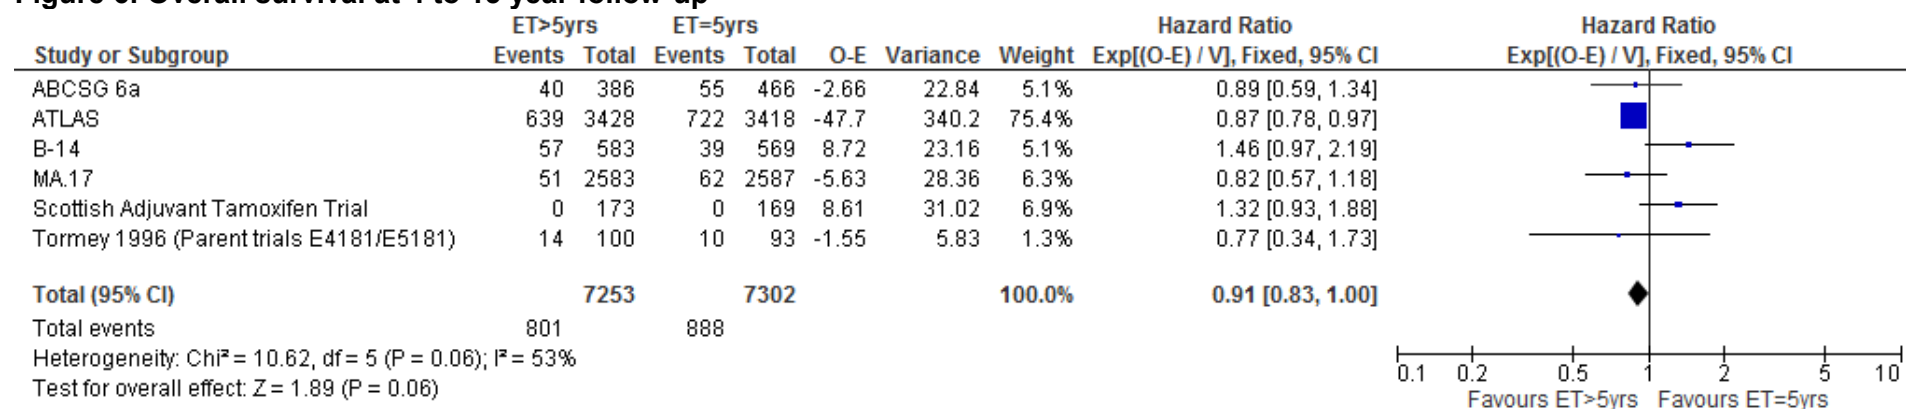 ET>5yrs ET=5yrs Hazard Ratio Hazard Ratio
Study or Subgroup Events Total Events Total O-E Variance Weight Exp[(O-E) / V], Fixed, 95% CI Exp[(O-E) / V], Fixed, 95% CI
ABCSG 6a 40 386 55 466 -2.66 22.84 5.1% 0.89 [0.59, 1.34]
ATLAS 639 3428 722 3418 -47.7 340.2 75.4% 0.87 [0.78, 0.97]
B-14 57 583 39 569 8.72 23.16 5.1% 1.46 [0.97, 2.19]
MA.17 51 2583 62 2587 -5.63 28.36 6.3% 0.82 [0.57, 1.18]
Scottish Adjuvant Tamoxifen Trial 0 173 0 169 8.61 31.02 6.9% 1.32 [0.93, 1.88]
Tormey 1996 (Parent trials E4181/E5181) 14 100 10 93 -1.55 5.83 1.3% 0.77 [0.34, 1.73]
Total (95% CI) 7253 7302 100.0% 0.91 [0.83, 1.00]
Total events 801 888
Heterogeneity: Chi² = 10.62, df = 5 (P = 0.06); I² = 53%
Test for overall effect: Z = 1.89 (P = 0.06)
0.1 0.2 0.5 1 2 5 10
Favours ET>5yrs Favours ET=5yrs